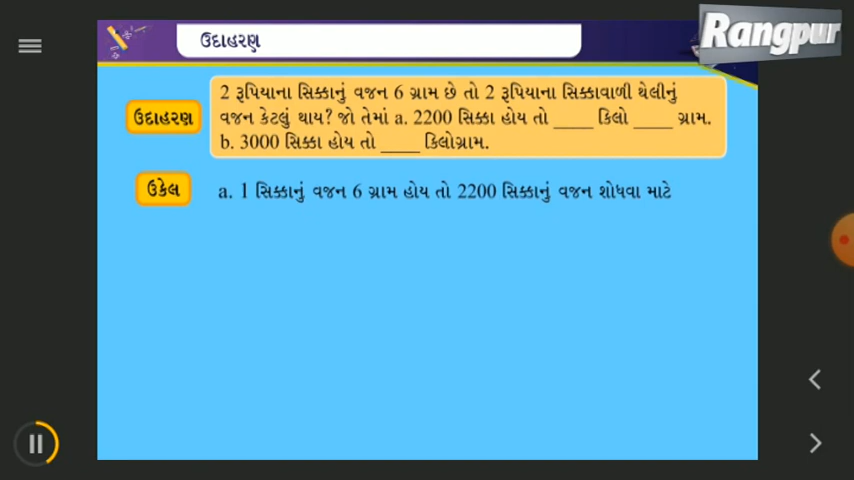 ઉદાહરણ
Rangpur
ઉદાહરણ
2 રૂપિયાના સિક્કાનું વજન 6 ગ્રામ છે તો 2 રૂપિયાના સિક્કાવાળી થેલીનું
વજન કેટલું થાય? જો તેમાં a. 2200 સિક્કા હોય તો ____ કિલો ____ ગ્રામ.
b. 3000 સિક્કા હોય તો ____ કિલોગ્રામ.
ઉકેલ
a. 1 સિક્કાનું વજન 6 ગ્રામ હોય તો 2200 સિક્કાનું વજન શોધવા માટે